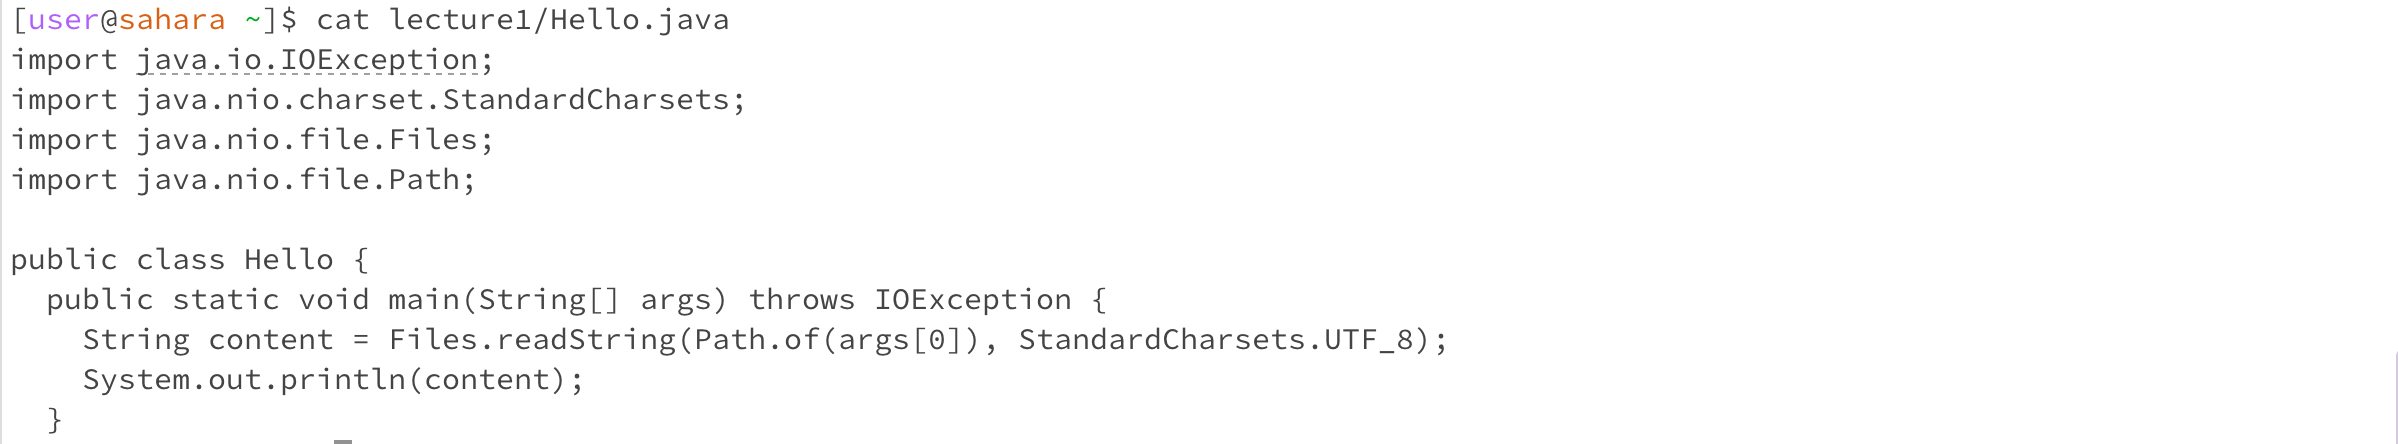 [user@sahara ~]$ cat lecture1/Hello.java
import java.io.IOException;
import java.nio.charset.StandardCharsets;
import java.nio.file.Files;
import java.nio.file.Path;

public class Hello {
  public static void main(String[] args) throws IOException {
    String content = Files.readString(Path.of(args[0]), StandardCharsets.UTF_8);
    System.out.println(content);
  }